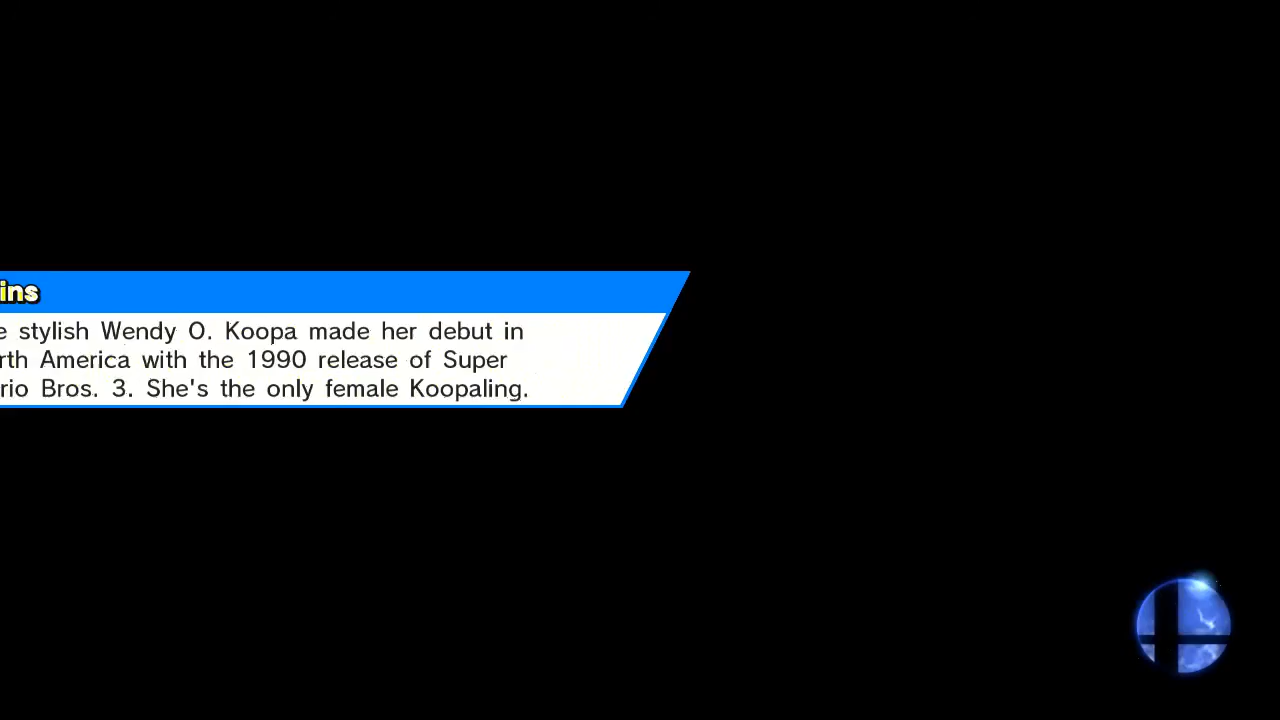 ins
e stylish Wendy O. Koopa made her debut in
rth America with the 1990 release of Super
rio Bros. 3. She's the only female Koopaling.